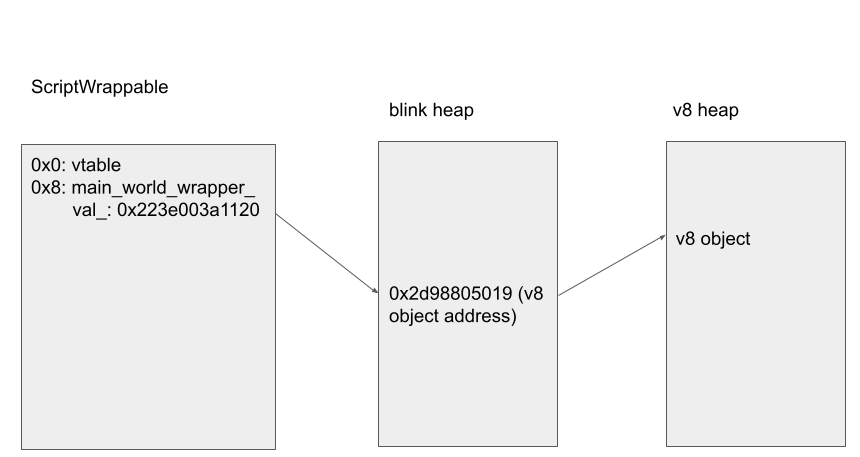 ScriptWrappable
blink heap
v8 heap
0x0: vtable
0x8: main_world_wrapper_
val_: 0x223e003a1120
0x2d98805019 (v8
object address)
v8 object